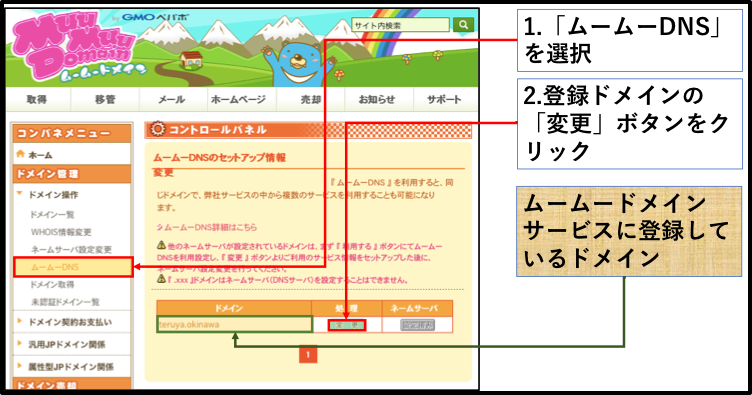 by GMOペパボ
サイト内検索
MuuMuu
Domain
ムームードメイン
取得
移管
メール
ホームページ
売却
お知らせ
サポート
コンパネメニュー
ホーム
ドメイン管理
ドメイン操作
ドメイン一覧
WHOIS情報変更
ネームサーバ設定変更
ムームーDNS
ドメイン取得
未認証ドメイン一覧
ドメイン契約お支払い
汎用JPドメイン関係
属性型JPドメイン関係
ドメイン売却
コントロールパネル
ムームーDNSのセットアップ情報
変更
『 ムームーDNS 』を利用すると、同
じドメインで、弊社サービスの中から複数のサービスを利用することも可能になり
ます。
ムームーDNS詳細はこちら
他のネームサーバが設定されているドメインは、まず『 利用する 』ボタンにてムームー
DNSを利用設定し、『 変更 』ボタンよりご利用のサービス情報をセットアップした後に、
ネームサーバ設定変更を行ってください。
『 .xxx 』ドメインはネームサーバ(DNSサーバ)を設定することはできません。
ドメイン
処理
ネームサーバ
teruya.okinawa
変 更
1
1.「ムームーDNS」
を選択
2.登録ドメインの
「変更」ボタンをク
リック
ムームードメイン
サービスに登録して
いるドメイン